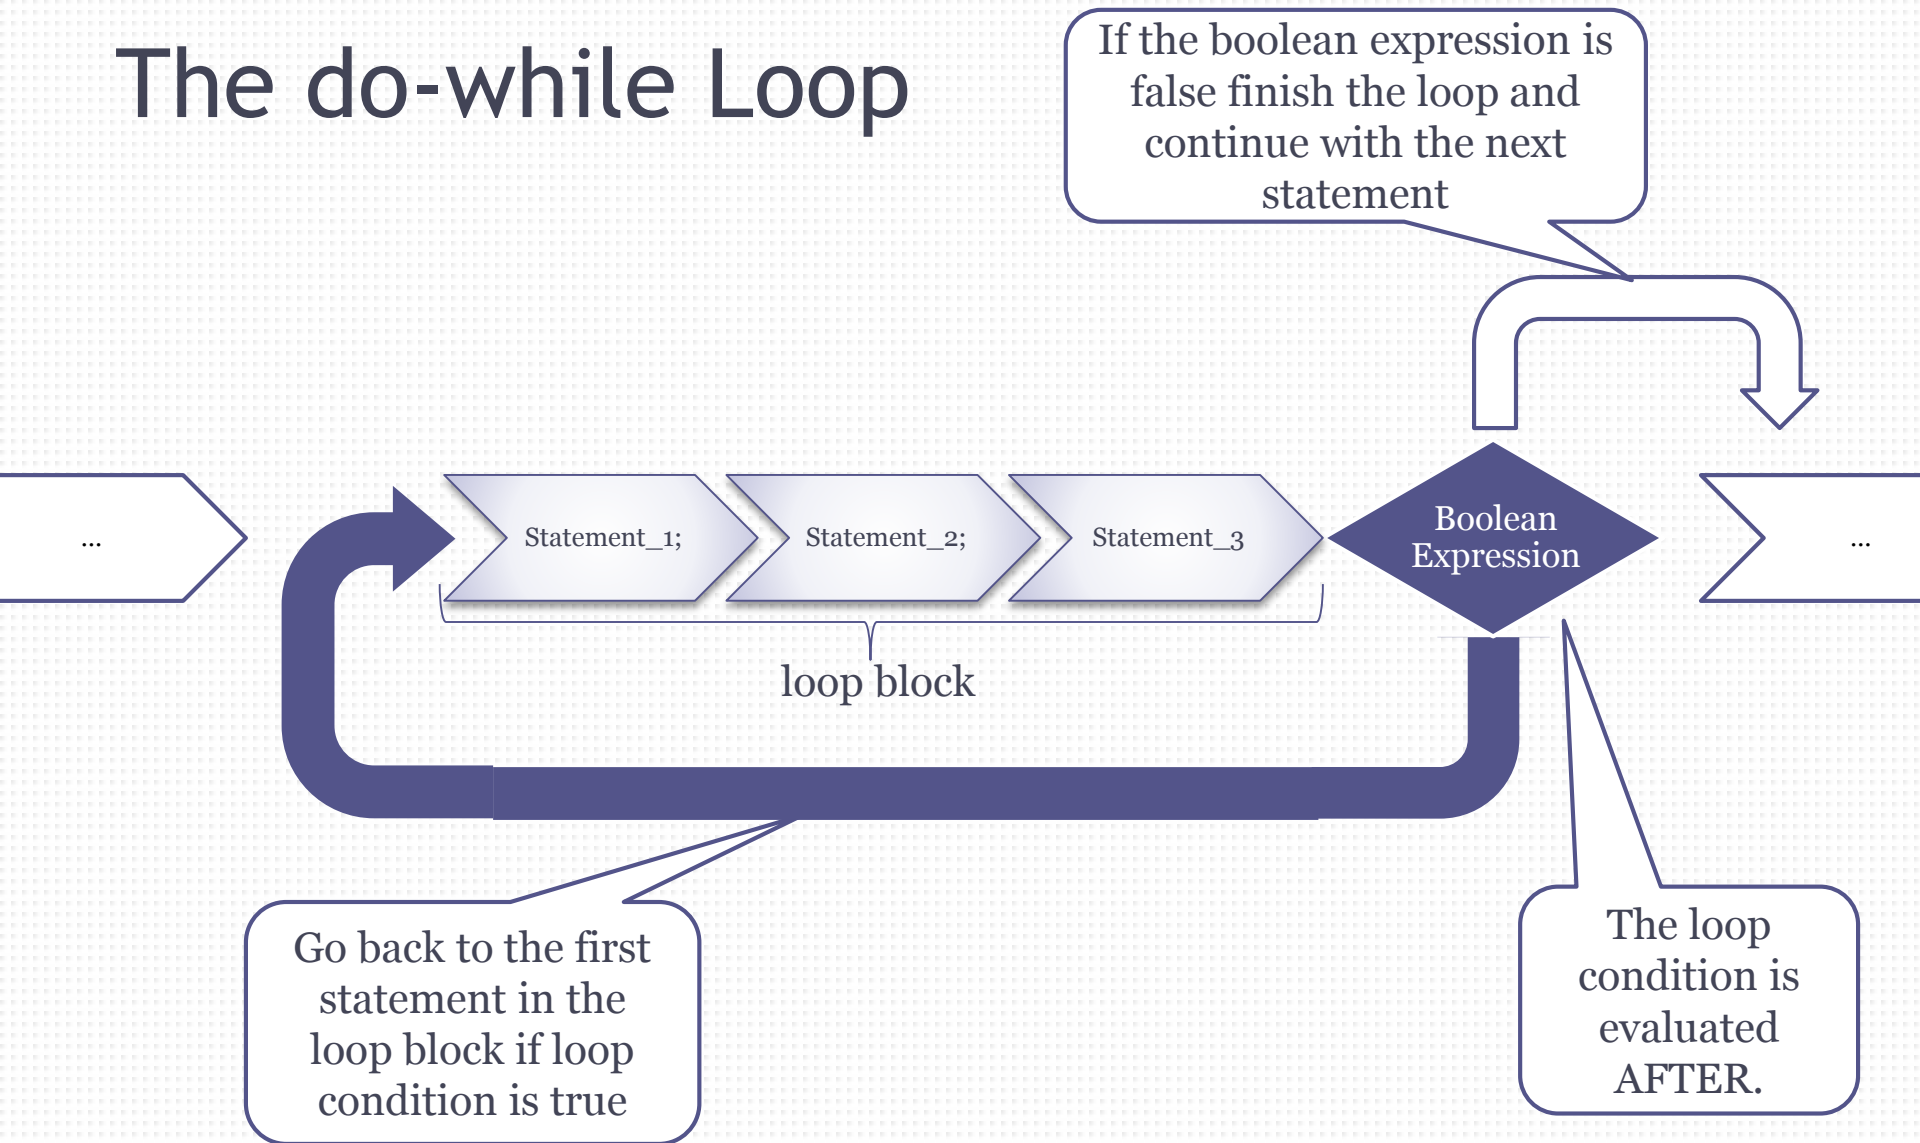 The do-while Loop
If the boolean expression is
false finish the loop and
continue with the next
statement
...
Statement_1;
Statement_2;
Statement_3
Boolean
Expression
...
loop block
Go back to the first
statement in the
loop block if loop
condition is true
The loop
condition is
evaluated
AFTER.